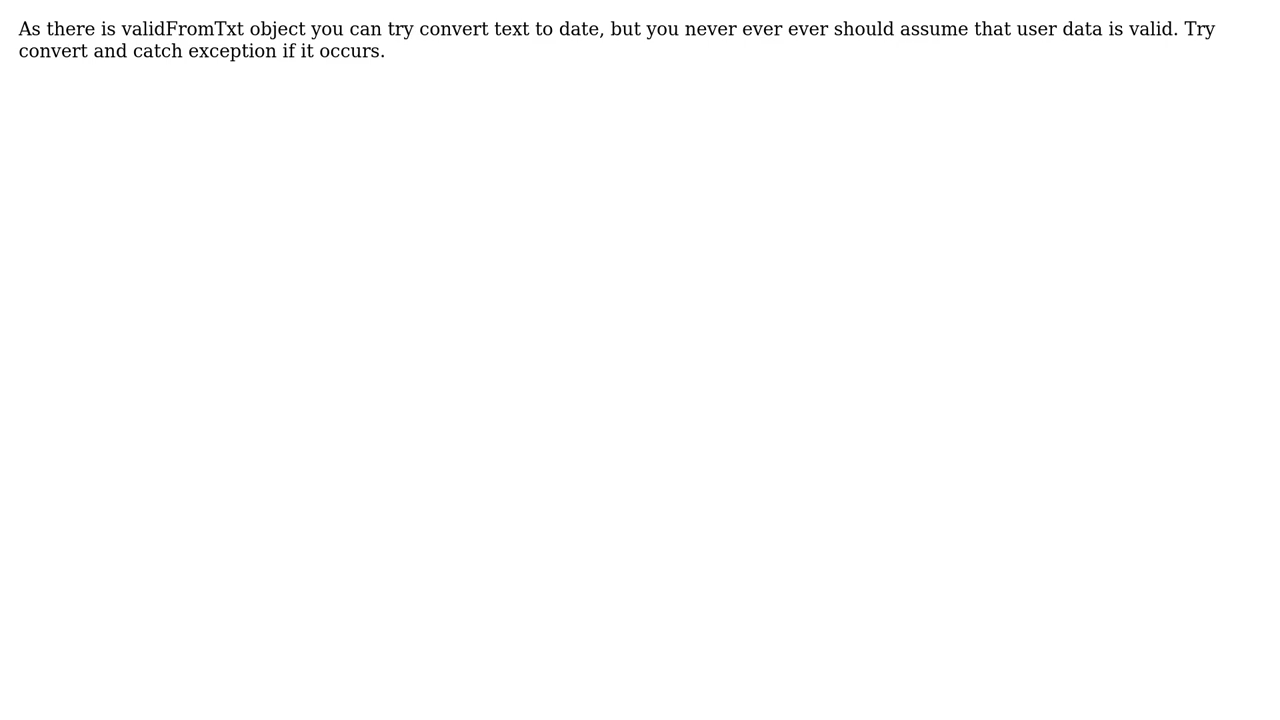 As there is validFromTxt object you can try convert text to date, but you never ever ever should assume that user data is valid. Try
convert and catch exception if it occurs.